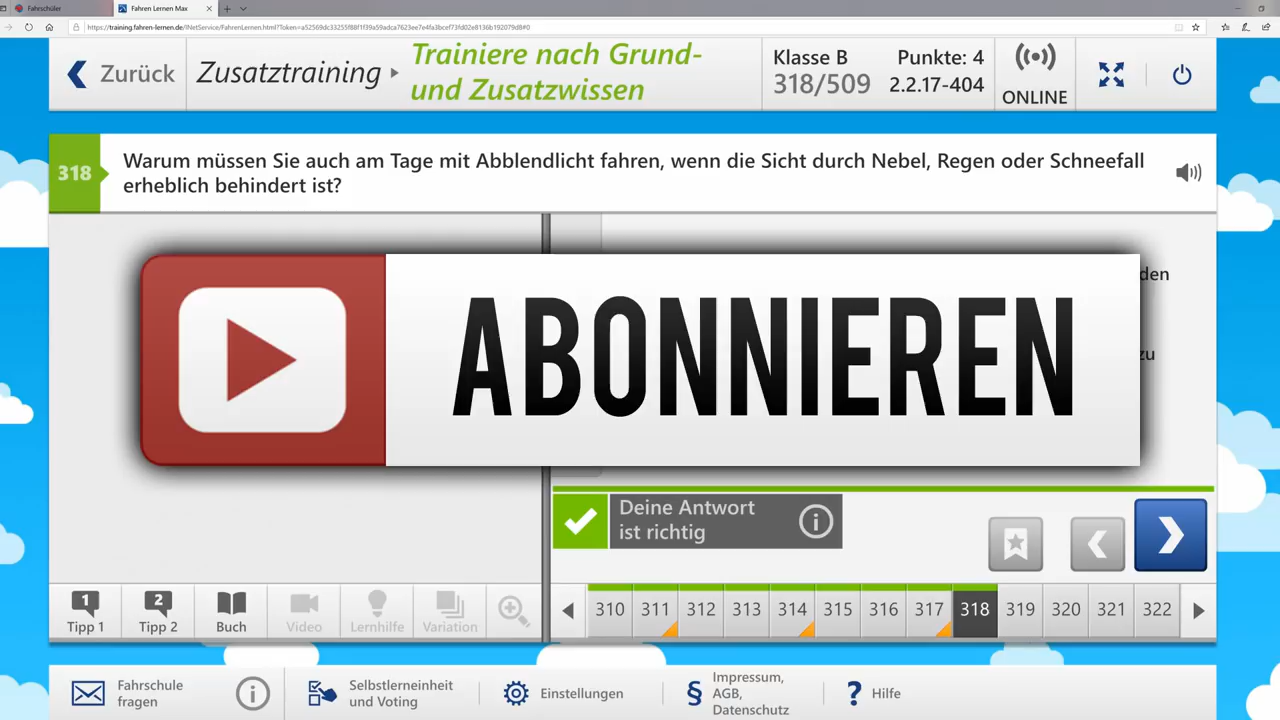 Fahrschüler
Fahren Lernen Max
https://training.fahren-lernen.de/INetService/FahrenLernen.html?Token=a52569dc33255f88f1f39a59adca7623ee7e4fa3bcef73fd02e8136b192079d8#0
Zurück
Zusatztraining
Trainiere nach Grund-
und Zusatzwissen
Klasse B
318/509
Punkte: 4
2.2.17-404
ONLINE
318
Warum müssen Sie auch am Tage mit Abblendlicht fahren, wenn die Sicht durch Nebel, Regen oder Schneefall
erheblich behindert ist?
ABONNIEREN
den
zu
Deine Antwort
ist richtig
1
Tipp 1
2
Tipp 2
Buch
Video
Lernhilfe
Variation
310 311 312 313 314 315 316 317 318 319 320 321 322
Fahrschule
fragen
Selbstlerneinheit
und Voting
Einstellungen
§
Impressum,
AGB,
Datenschutz
?
Hilfe